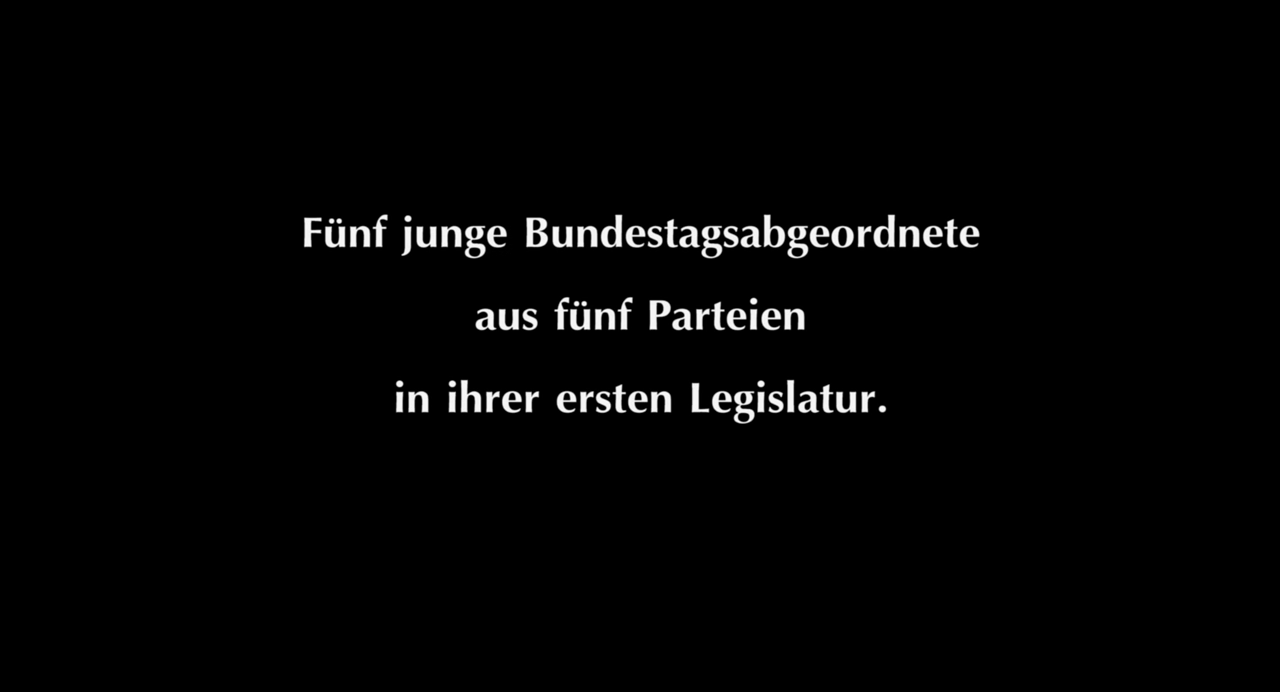 Fünf junge Bundestagsabgeordnete
aus fünf Parteien
in ihrer ersten Legislatur.